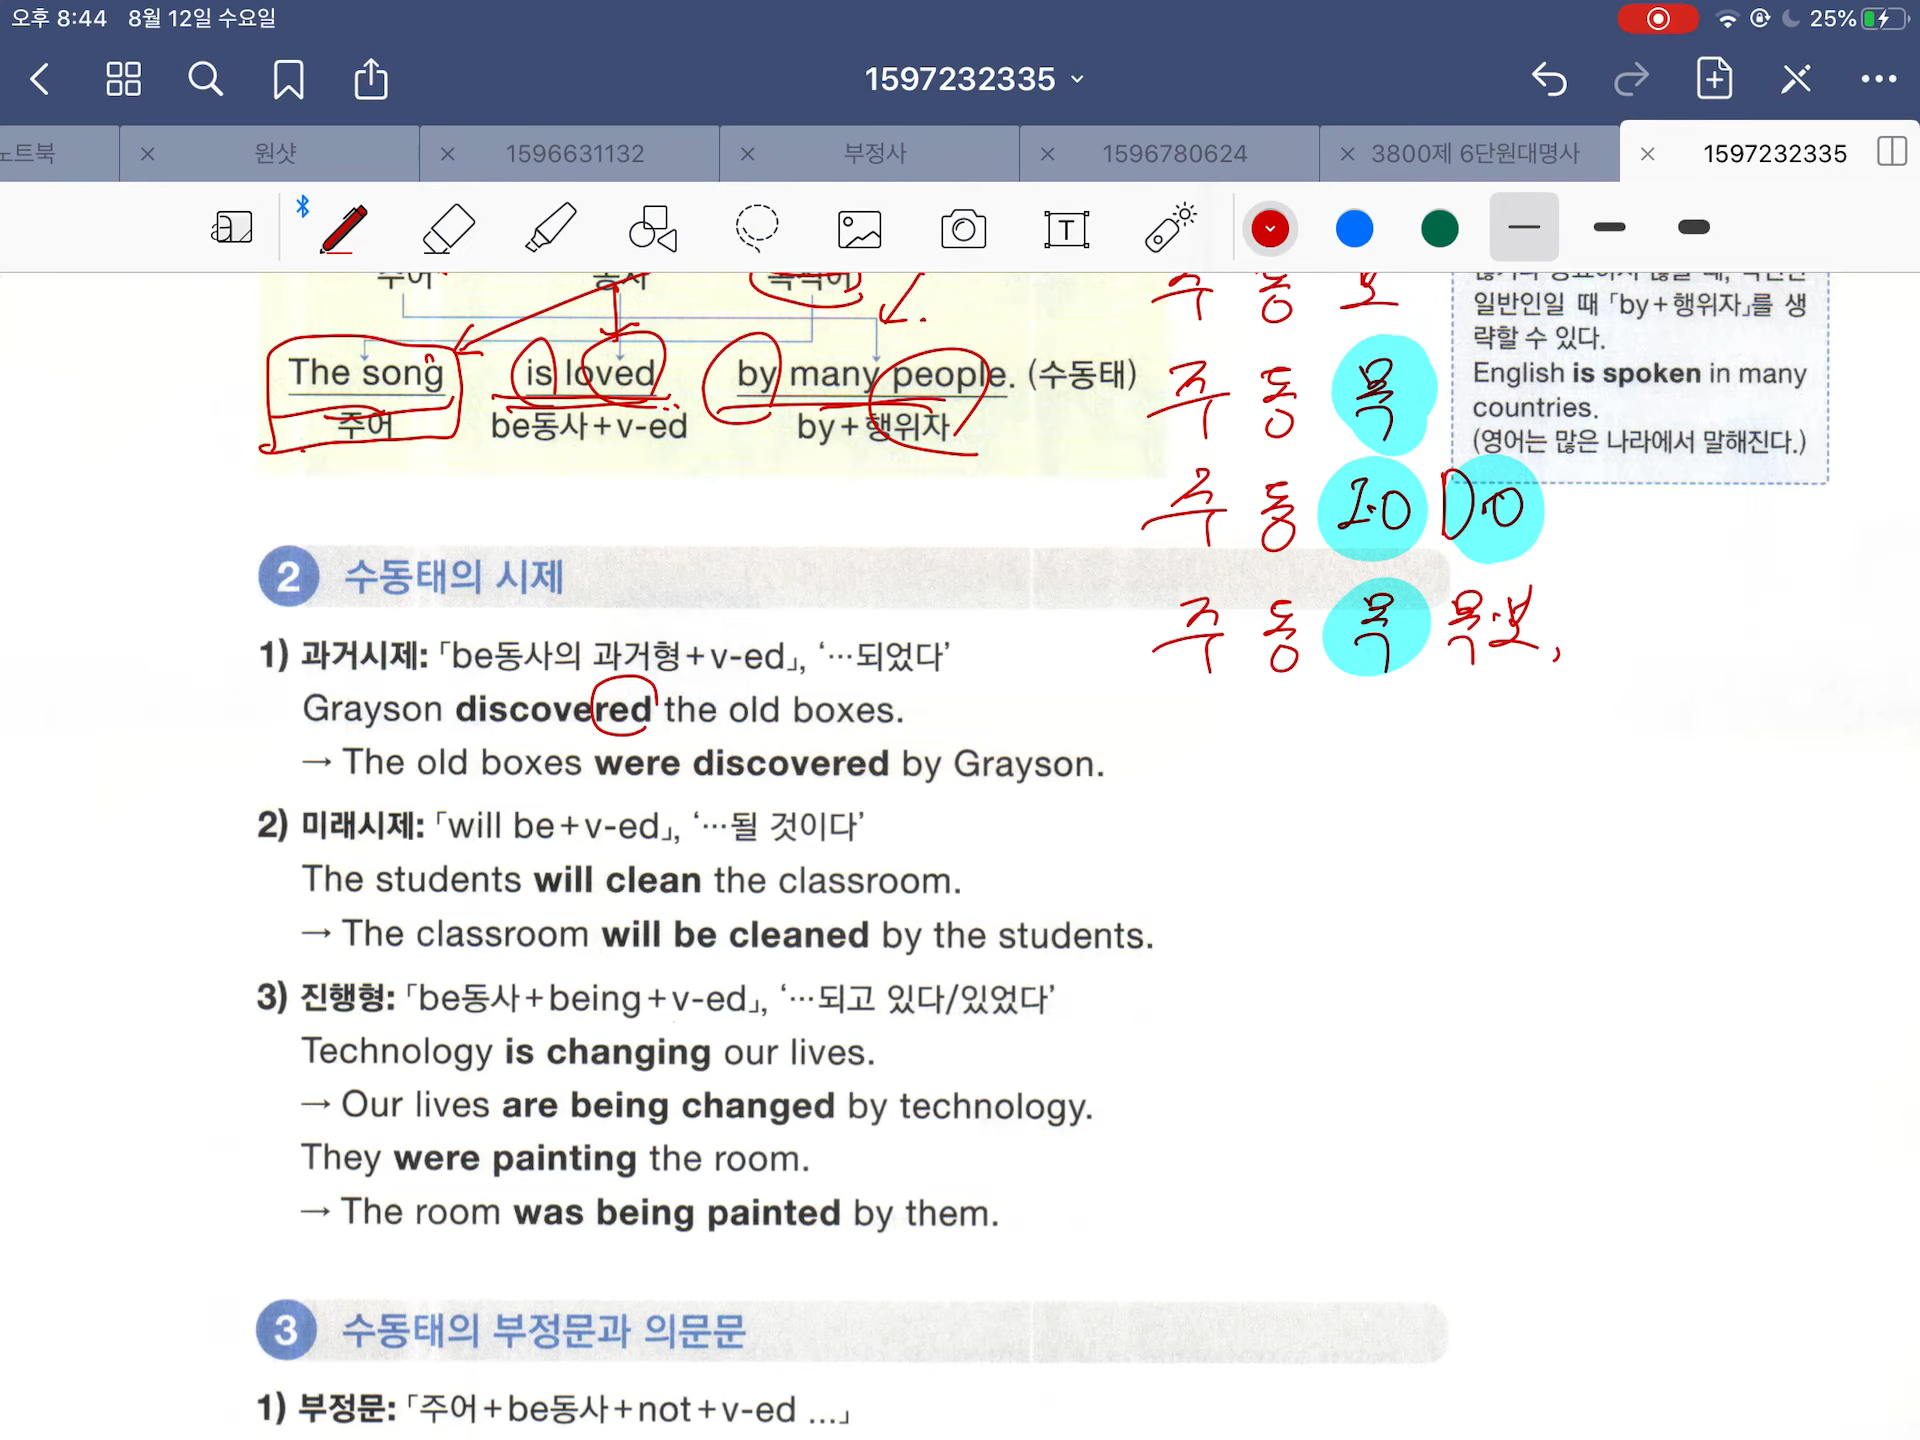 오후 8:44 8월 12일 수요일 25%
1597232335
노트북 원샷 1596631132 부정사 1596780624 3800제 6단원대명사 1597232335
주어 동사 목적어
The song is loved by many people. (수동태)
주어 be동사+v-ed by+행위자
일반인일 때 「by+행위자」를 생
략할 수 있다.
English is spoken in many
countries.
(영어는 많은 나라에서 말해진다.)
주 동 보
주 동 목
주 동 I.O D.O
주 동 목 목.보,
2 수동태의 시제
1) 과거시제: 「be동사의 과거형+v-ed」, ‘…되었다’
Grayson discovered the old boxes.
→ The old boxes were discovered by Grayson.
2) 미래시제: 「will be+v-ed」, ‘…될 것이다’
The students will clean the classroom.
→ The classroom will be cleaned by the students.
3) 진행형: 「be동사+being+v-ed」, ‘…되고 있다/있었다’
Technology is changing our lives.
→ Our lives are being changed by technology.
They were painting the room.
→ The room was being painted by them.
3 수동태의 부정문과 의문문
1) 부정문: 「주어+be동사+not+v-ed ...」